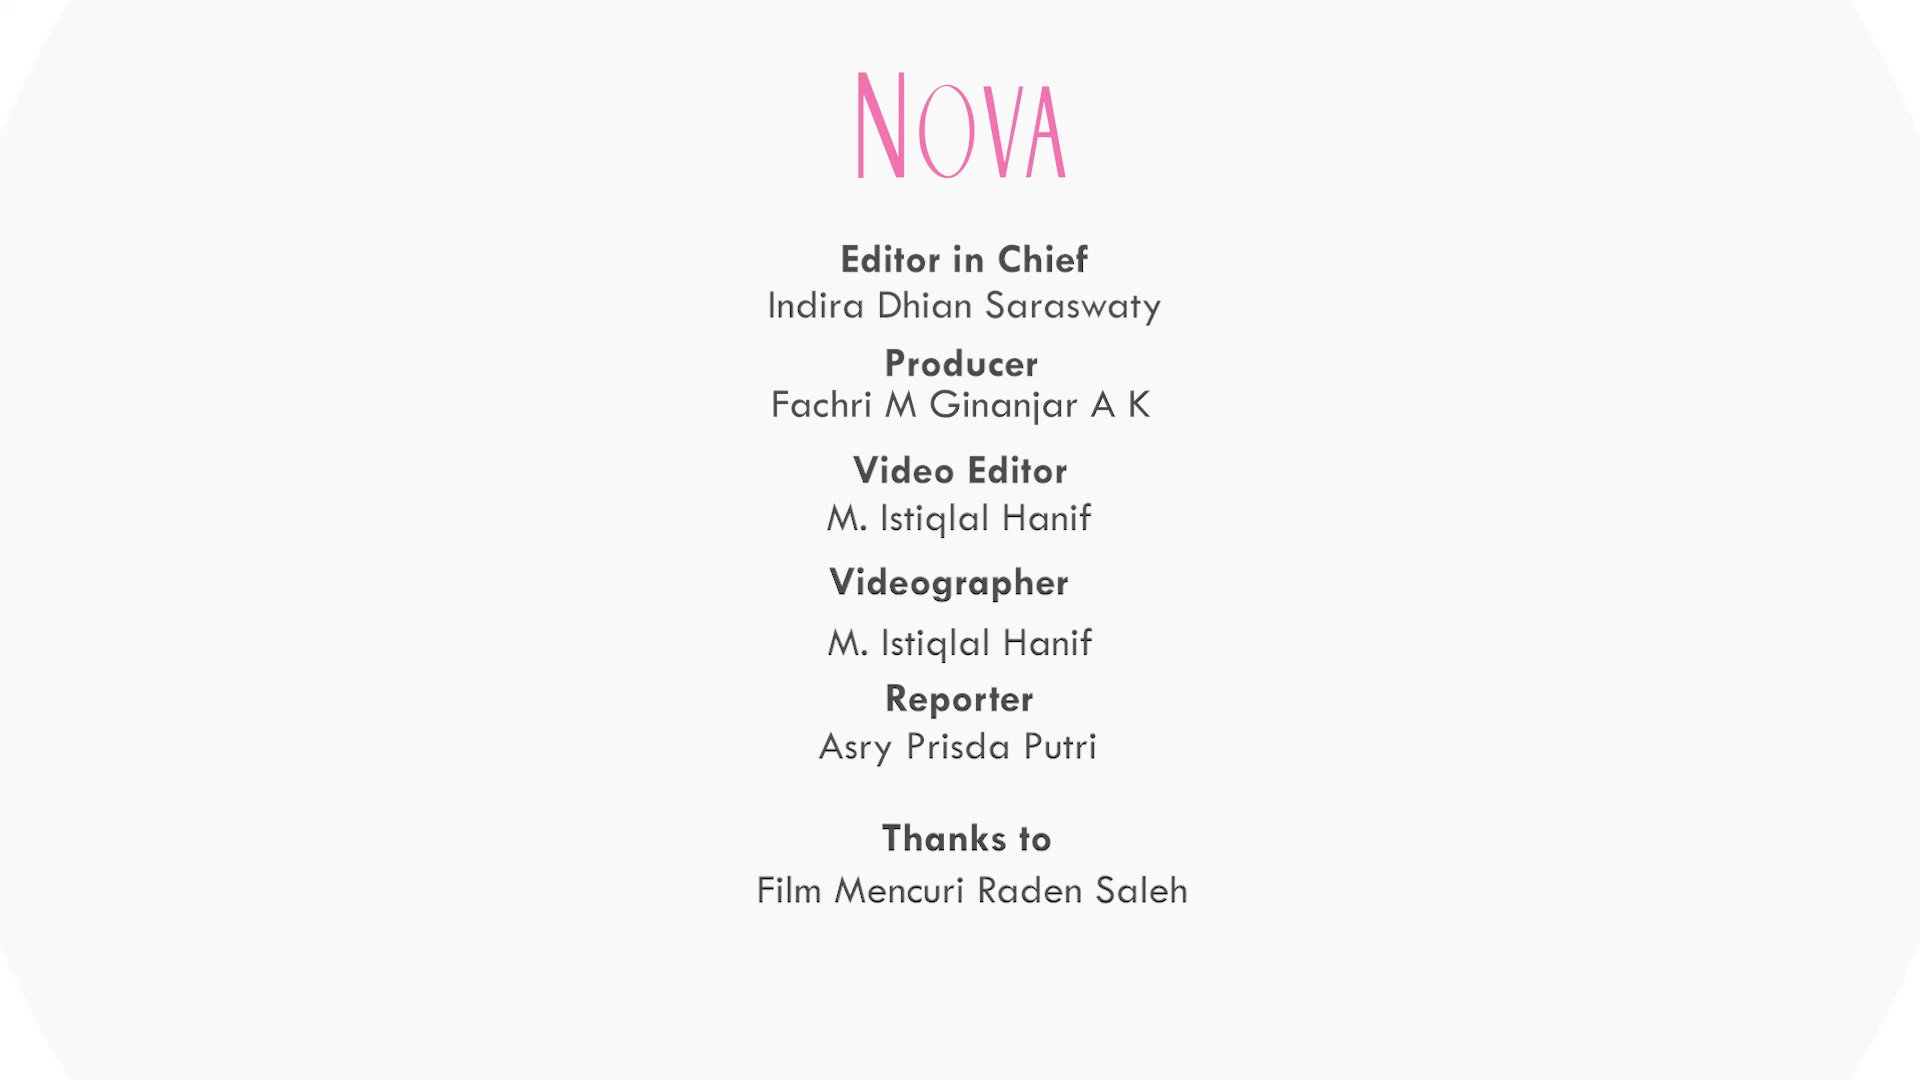 Nova
Editor in Chief
Indira Dhian Saraswaty
Producer
Fachri M Ginanjar A K
Video Editor
M. Istiqlal Hanif
Videographer
M. Istiqlal Hanif
Reporter
Asry Prisda Putri
Thanks to
Film Mencuri Raden Saleh